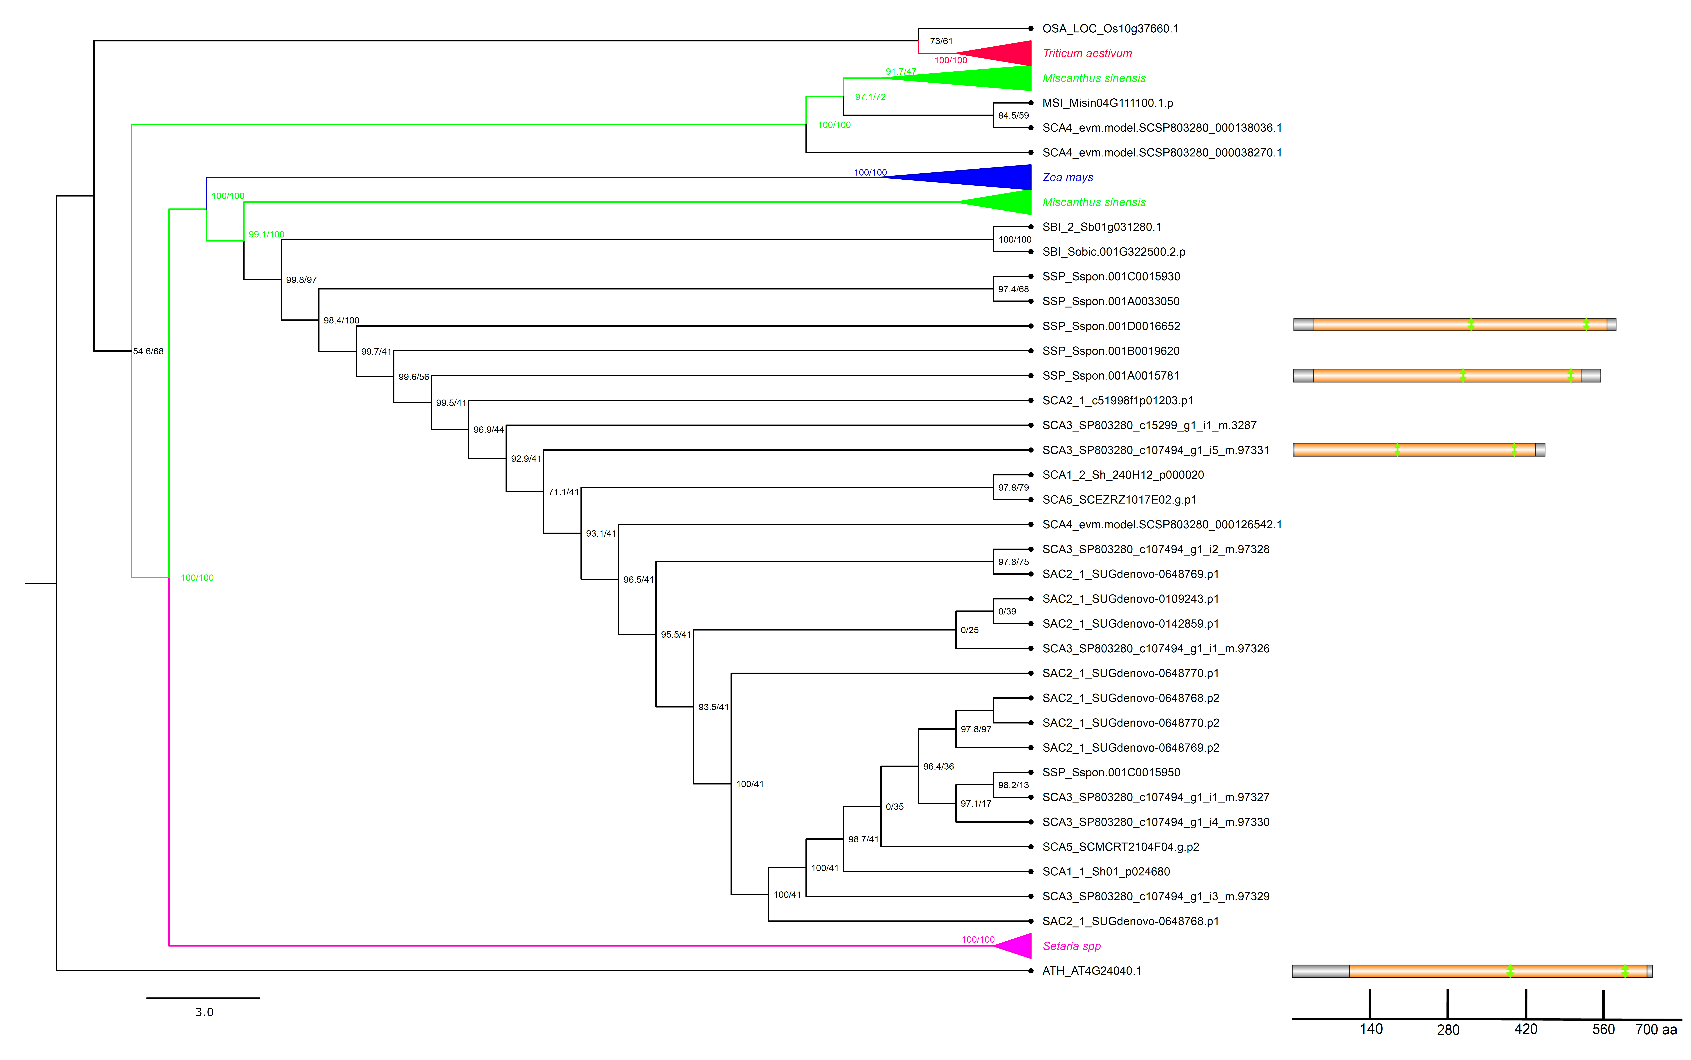 OSA_LOC_Os10g37660.1
73/61
Triticum aestivum
100/100
91.7/47
Miscanthus sinensis
97.1/72
MSI_Misin04G111100.1.p
84.5/59
100/100
SCA4_evm.model.SCSP803280_000138036.1
SCA4_evm.model.SCSP803280_000038270.1
100/100
Zea mays
100/100
Miscanthus sinensis
SBI_2_Sb01g031280.1
99.1/100
100/100
SBI_Sobic.001G322500.2.p
SSP_Sspon.001C0015930
99.8/97
97.4/68
SSP_Sspon.001A0033050
98.4/100
SSP_Sspon.001D0016652
54.6/68
99.7/41
SSP_Sspon.001B0019620
99.6/56
SSP_Sspon.001A0015781
SCA2_1_c51998f1p01203.p1
99.5/41
SCA3_SP803280_c15299_g1_i1_m.3287
96.9/44
SCA3_SP803280_c107494_g1_i5_m.97331
92.9/41
SCA1_2_Sh_240H12_p000020
97.8/79
71.1/41
SCA5_SCEZRZ1017E02.g.p1
SCA4_evm.model.SCSP803280_000126542.1
93.1/41
SCA3_SP803280_c107494_g1_i2_m.97328
97.8/75
SAC2_1_SUGdenovo-0648769.p1
100/100
96.5/41
SAC2_1_SUGdenovo-0109243.p1
0/39
SAC2_1_SUGdenovo-0142859.p1
0/25
95.5/41
SCA3_SP803280_c107494_g1_i1_m.97326
SAC2_1_SUGdenovo-0648770.p1
SAC2_1_SUGdenovo-0648768.p2
93.5/41
SAC2_1_SUGdenovo-0648770.p2
97.8/97
SAC2_1_SUGdenovo-0648769.p2
96.4/36
SSP_Sspon.001C0015950
100/41
98.2/13
SCA3_SP803280_c107494_g1_i1_m.97327
97.1/17
0/35
SCA3_SP803280_c107494_g1_i4_m.97330
98.7/41
SCA5_SCMCRT2104F04.g.p2
100/41
SCA1_1_Sh01_p024680
100/41
SCA3_SP803280_c107494_g1_i3_m.97329
SAC2_1_SUGdenovo-0648768.p1
100/100
Setaria spp
ATH_AT4G24040.1
3.0
140 280 420 560 700 aa